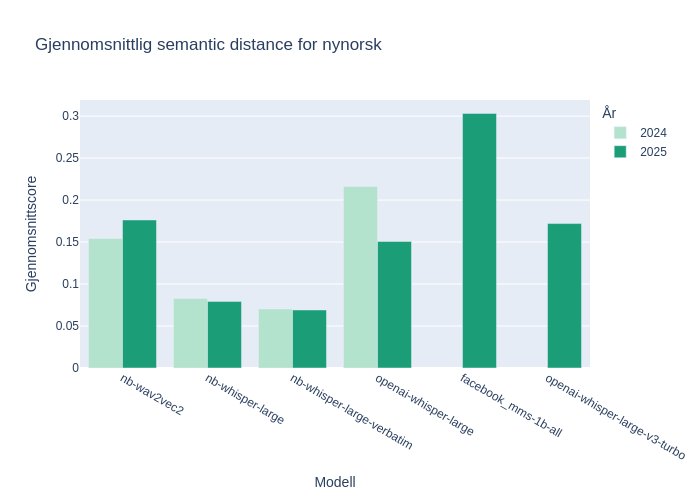 Gjennomsnittlig semantic distance for nynorsk
År
2024
2025
Gjennomsnittscore
0.3
0.25
0.2
0.15
0.1
0.05
0
nb-wav2vec2
nb-whisper-large
nb-whisper-large-verbatim
openai-whisper-large
facebook_mms-1b-all
openai-whisper-large-v3-turbo
Modell